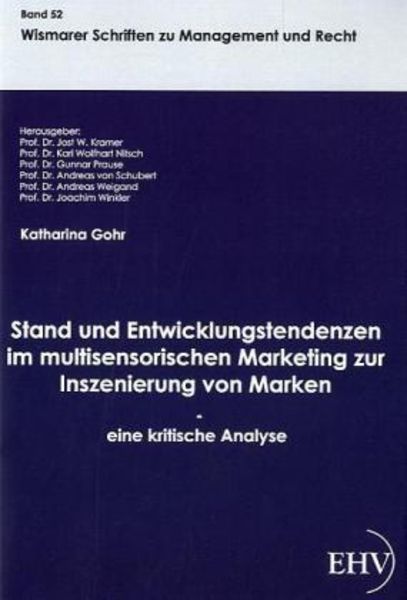 Band 52
Wismarer Schriften zu Management und Recht
Herausgeber:
Prof. Dr. Jost W. Kramer
Prof. Dr. Karl Wolfhart Nitsch
Prof. Dr. Gunnar Prause
Prof. Dr. Andreas von Schubert
Prof. Dr. Andreas Weigand
Prof. Dr. Joachim Winkler
Katharina Gohr
Stand und Entwicklungstendenzen
im multisensorischen Marketing zur
Inszenierung von Marken
-
eine kritische Analyse
EHV